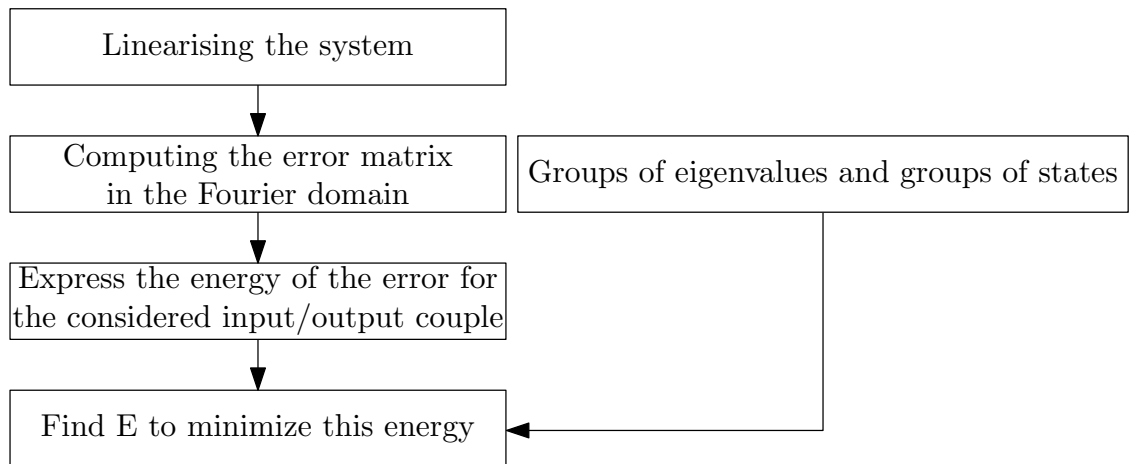 Linearising the system
Computing the error matrix
in the Fourier domain
Groups of eigenvalues and groups of states
Express the energy of the error for
the considered input/output couple
Find E to minimize this energy